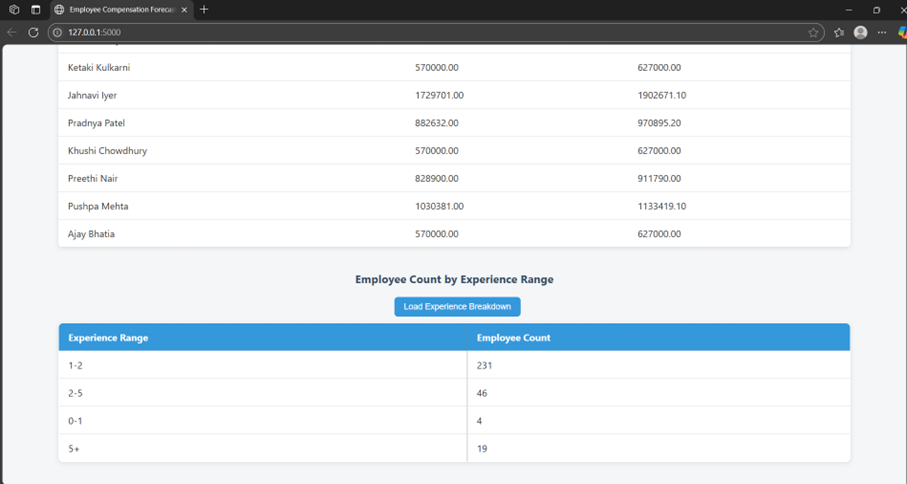 Employee Compensation Forecas
127.0.0.1:5000
Ketaki Kulkarni 570000.00 627000.00
Jahnavi Iyer 1729701.00 1902671.10
Pradnya Patel 882632.00 970895.20
Khushi Chowdhury 570000.00 627000.00
Preethi Nair 828900.00 911790.00
Pushpa Mehta 1030381.00 1133419.10
Ajay Bhatia 570000.00 627000.00
Employee Count by Experience Range
Load Experience Breakdown
Experience Range Employee Count
1-2 231
2-5 46
0-1 4
5+ 19